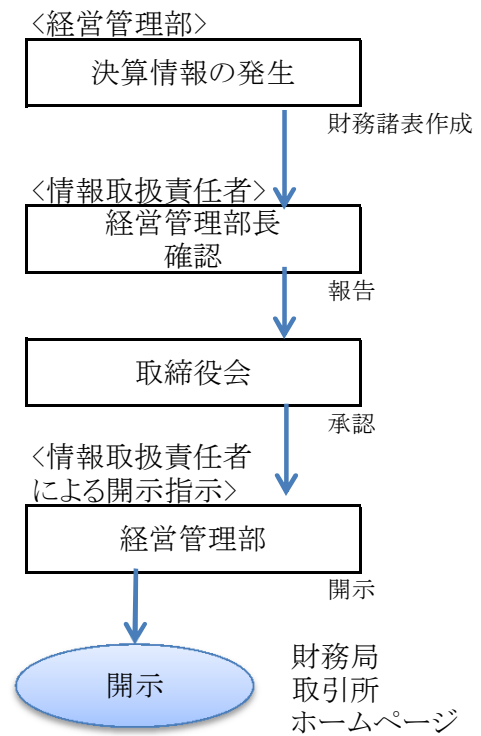 <経営管理部>
決算情報の発生
財務諸表作成
<情報取扱責任者>
経営管理部長
確認
報告
取締役会
承認
<情報取扱責任者
による開示指示>
経営管理部
開示
開示
財務局
取引所
ホームページ